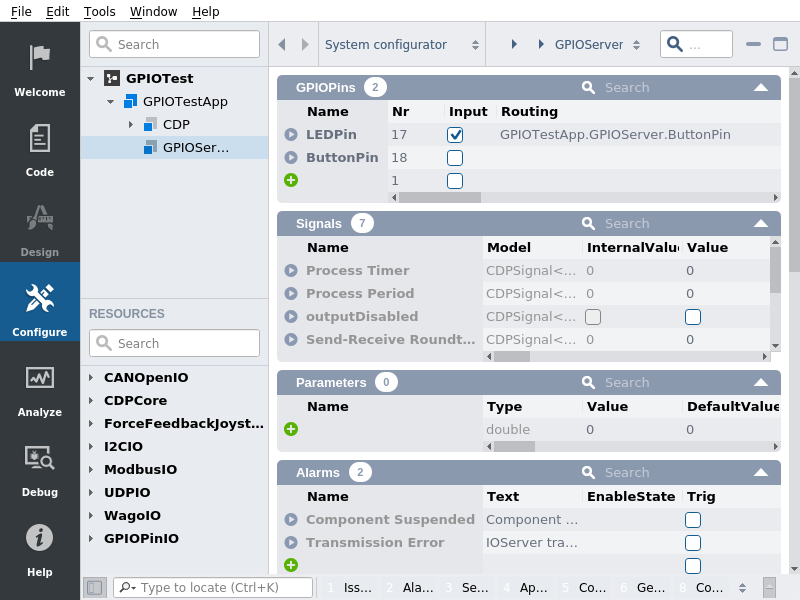 File Edit Tools Window Help
Welcome
Code
Design
Configure
Analyze
Debug
Help
Search
GPIOTest
GPIOTestApp
CDP
GPIOSer...
RESOURCES
Search
CANOpenIO
CDPCore
ForceFeedbackJoyst...
I2CIO
ModbusIO
UDPIO
WagoIO
GPIOPinIO
System configurator GPIOServer ...
GPIOPins 2 Search
Name Nr Input Routing
LEDPin 17 GPIOTestApp.GPIOServer.ButtonPin
ButtonPin 18
1
Signals 7 Search
Name Model InternalValu Value
Process Timer CDPSignal<... 0 0
Process Period CDPSignal<... 0 0
outputDisabled CDPSignal<...
Send-Receive Roundt... CDPSignal<... 0 0
Parameters 0 Search
Name Type Value DefaultValue
double 0 0
Alarms 2 Search
Name Text EnableState Trig
Component Suspended Component ...
Transmission Error IOServer tra...
Type to locate (Ctrl+K) 1 Iss... 2 Ala... 3 Se... 4 Ap... 5 Co... 6 Ge... 8 Co...